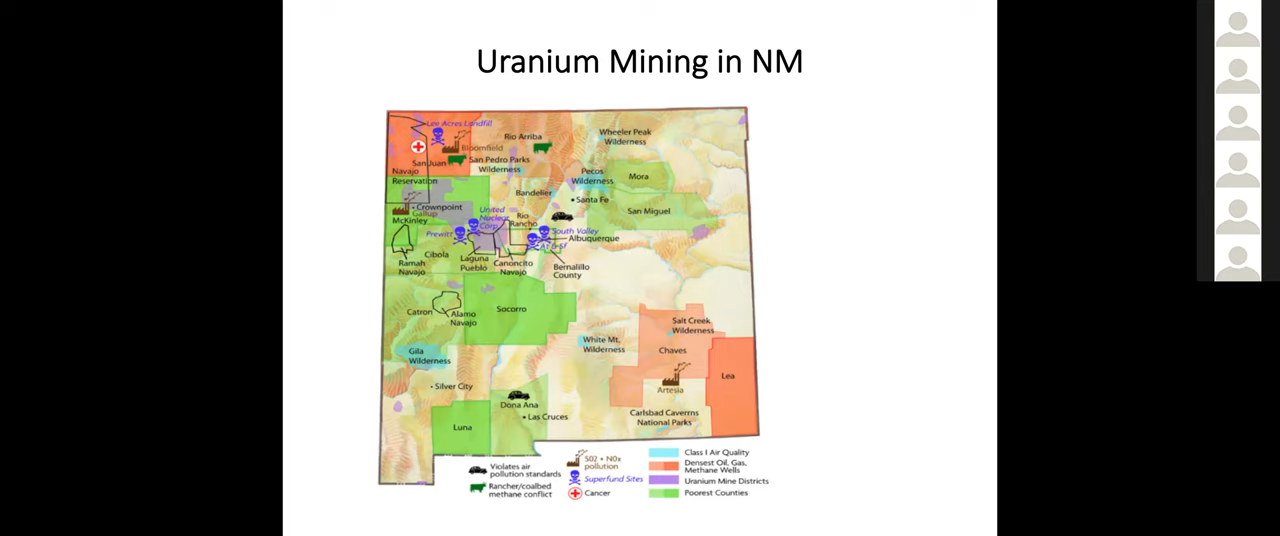 Uranium Mining in NM
Lee Acres Landfill
Rio Arriba
Wheeler Peak
Wilderness
Bloomfield
San Juan
San Pedro Parks
Wilderness
Navajo
Reservation
Pecos
Wilderness
Mora
Bandelier
Santa Fe
Crownpoint
Gallup
McKinley
United
Nuclear
Corp.
Rio
Rancho
San Miguel
Prewitt
South Valley
Albuquerque
AT & SF
Cibola
Ramah
Navajo
Laguna
Pueblo
Canoncito
Navajo
Bernalillo
County
Catron
Alamo
Navajo
Socorro
Salt Creek
Wilderness
White Mt.
Wilderness
Chaves
Gila
Wilderness
Lea
Silver City
Artesia
Dona Ana
Las Cruces
Carlsbad Caverns
National Parks
Luna
Violates air
pollution standards
Rancher/coalbed
methane conflict
S02 + N0x
pollution
Superfund Sites
Cancer
Class I Air Quality
Densest Oil, Gas,
Methane Wells
Uranium Mine Districts
Poorest Counties